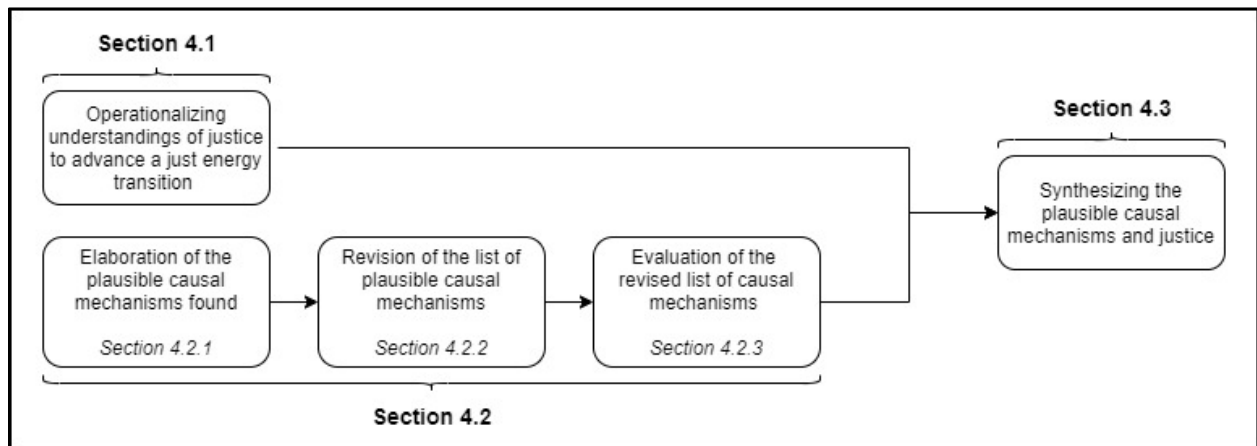 Section 4.1
Operationalizing
understandings of justice
to advance a just energy
transition
Section 4.3
Synthesizing the
plausible causal
mechanisms and justice
Elaboration of the
plausible causal
mechanisms found
Section 4.2.1
Revision of the list of
plausible causal
mechanisms
Section 4.2.2
Evaluation of the
revised list of causal
mechanisms
Section 4.2.3
Section 4.2